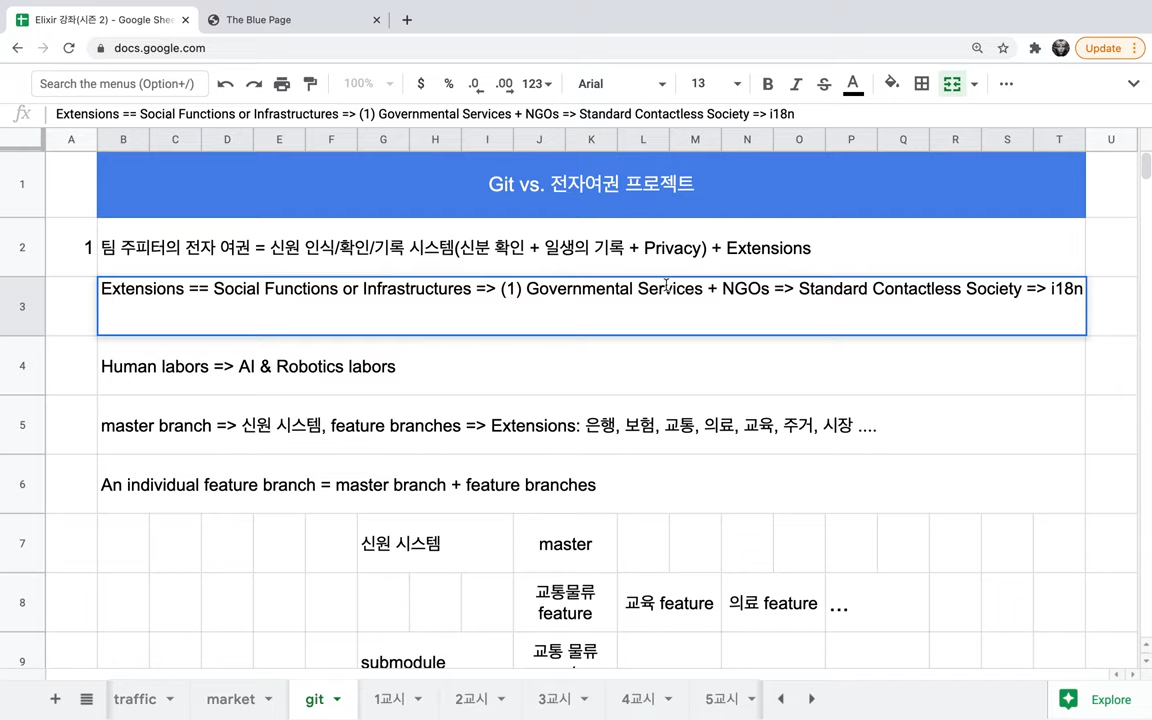 Elixir 강좌(시즌 2) - Google Shee
The Blue Page
docs.google.com
Update
Search the menus (Option+/)
100%
$ % .0 .00 123
Arial
13
B I S A
fx
Extensions == Social Functions or Infrastructures => (1) Governmental Services + NGOs => Standard Contactless Society => i18n
A B C D E F G H I J K L M N O P Q R S T U
1 Git vs. 전자여권 프로젝트
2 1 팀 주피터의 전자 여권 = 신원 인식/확인/기록 시스템(신분 확인 + 일생의 기록 + Privacy) + Extensions
3 Extensions == Social Functions or Infrastructures => (1) Governmental Services + NGOs => Standard Contactless Society => i18n
4 Human labors => AI & Robotics labors
5 master branch => 신원 시스템, feature branches => Extensions: 은행, 보험, 교통, 의료, 교육, 주거, 시장 ....
6 An individual feature branch = master branch + feature branches
7 신원 시스템 master
8 교통물류 feature 교육 feature 의료 feature ...
9 submodule 교통 물류
traffic market git 1교시 2교시 3교시 4교시 5교시
Explore